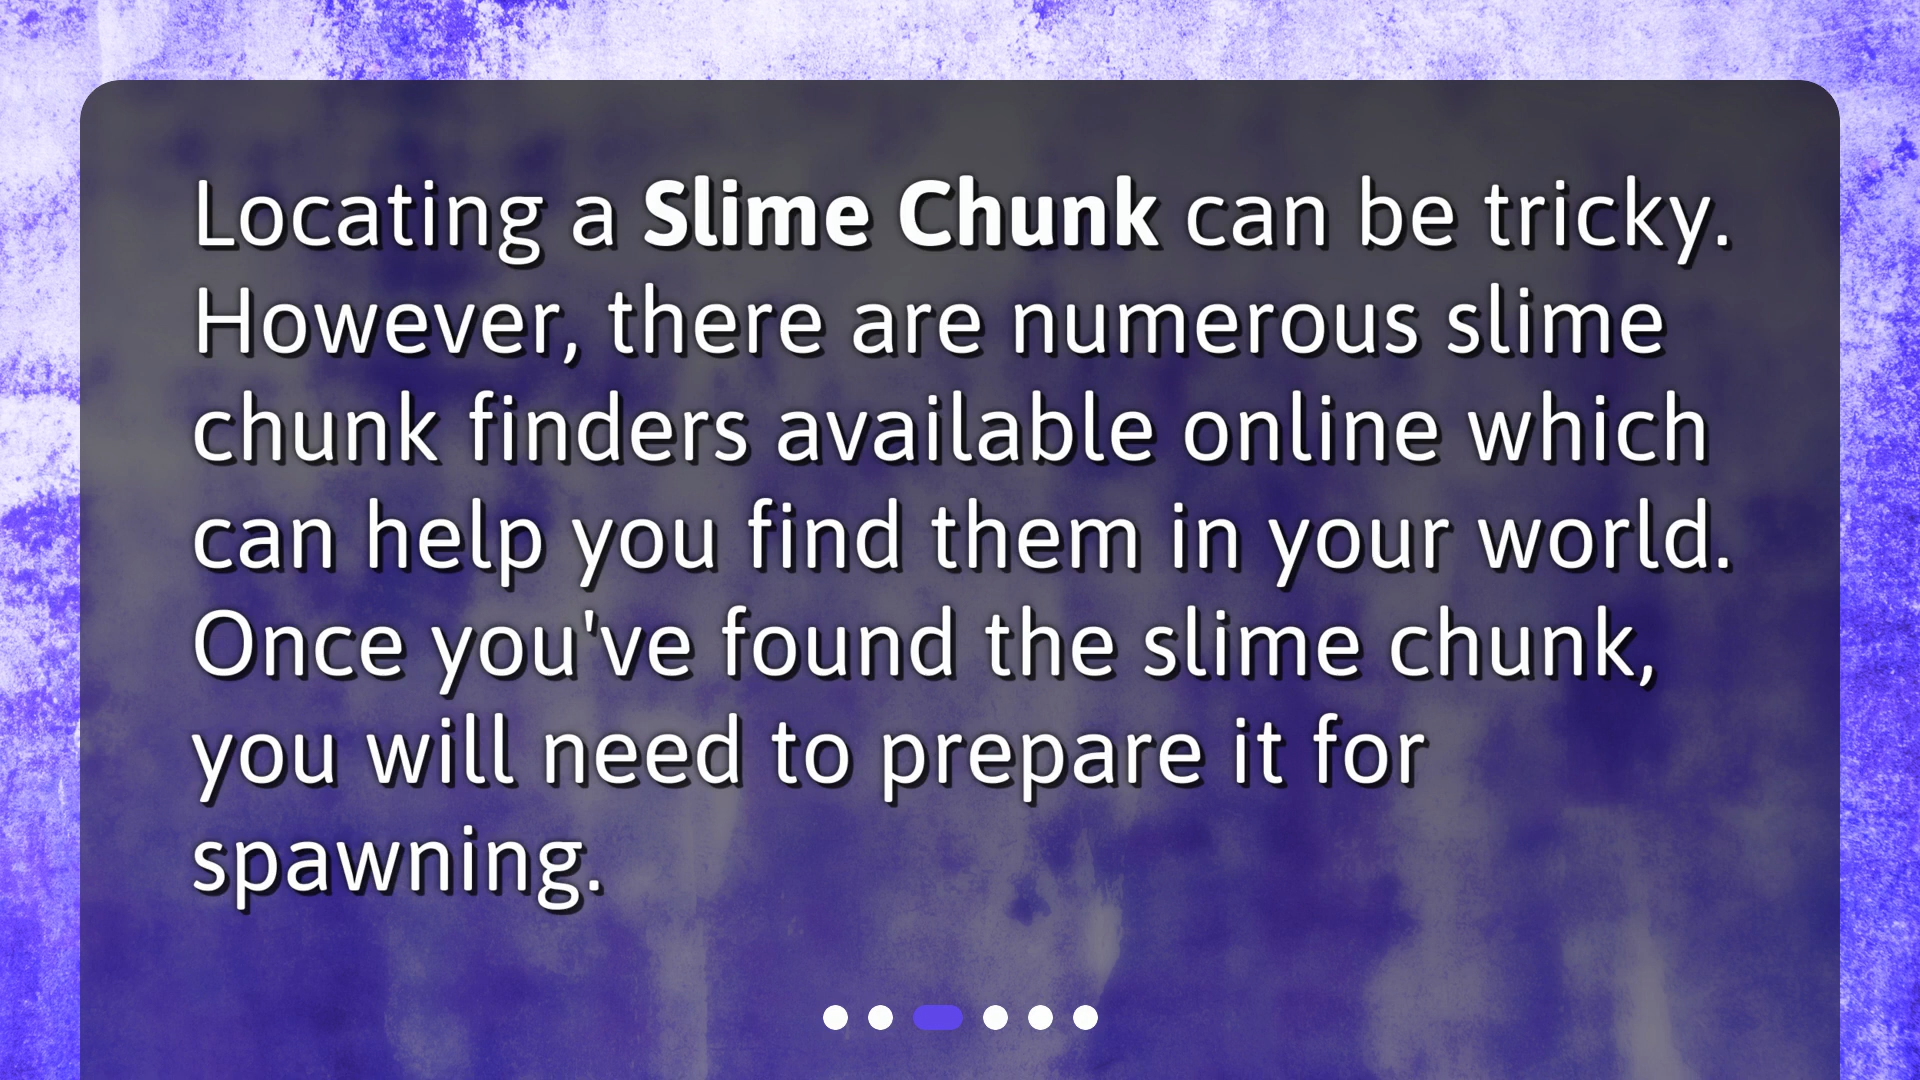 Locating a Slime Chunk can be tricky.
However, there are numerous slime
chunk finders available online which
can help you find them in your world.
Once you've found the slime chunk,
you will need to prepare it for
spawning.